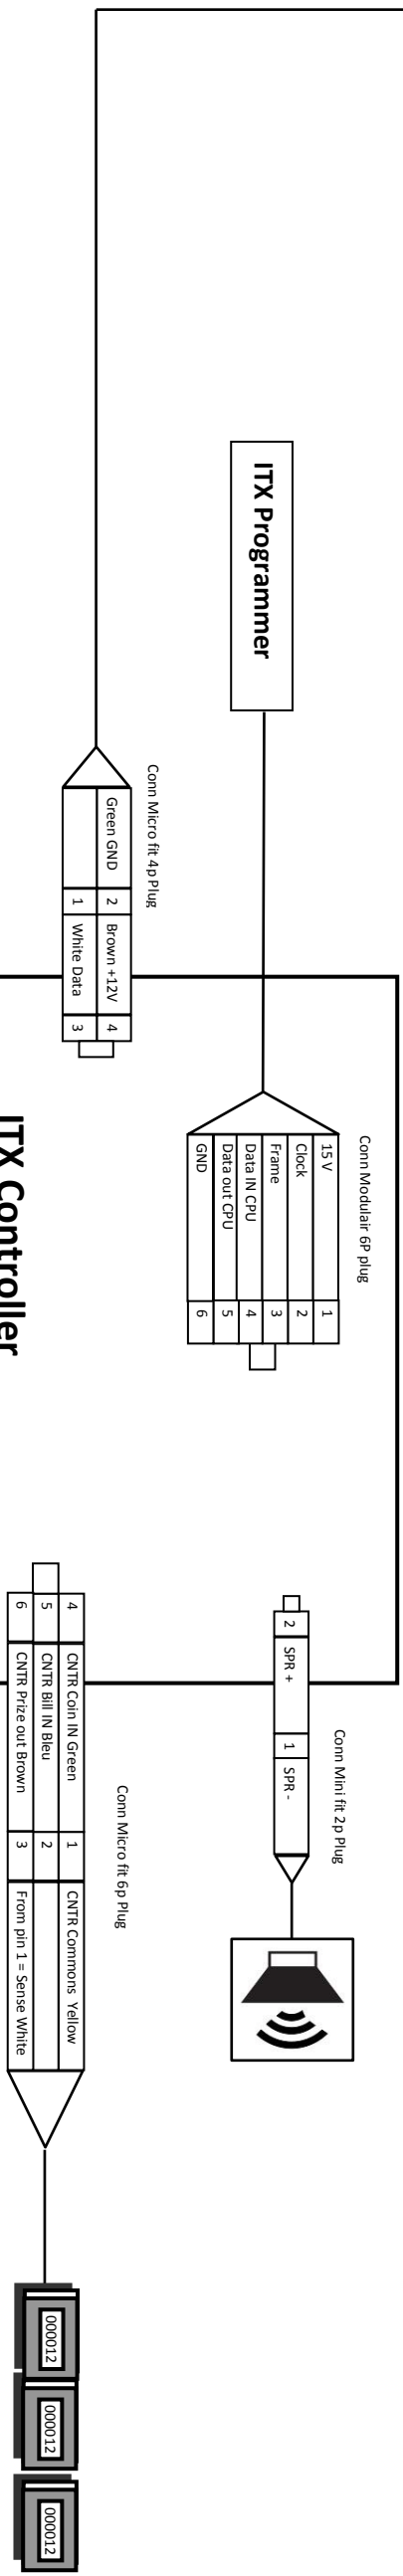 ITX Programmer
Conn Modulair 6P plug
15 V 1
Clock 2
Frame 3
Data IN CPU 4
Data out CPU 5
GND 6
Conn Micro fit 4p Plug
Green GND 2 Brown +12V 4
1 White Data 3
ITX Controller
Conn Mini fit 2p Plug
2 SPR + 1 SPR -
Conn Micro fit 6p Plug
4 CNTR Coin IN Green 1 CNTR Commons Yellow
5 CNTR Bill IN Bleu 2
6 CNTR Prize out Brown 3 From pin 1 = Sense White
000012
000012
000012